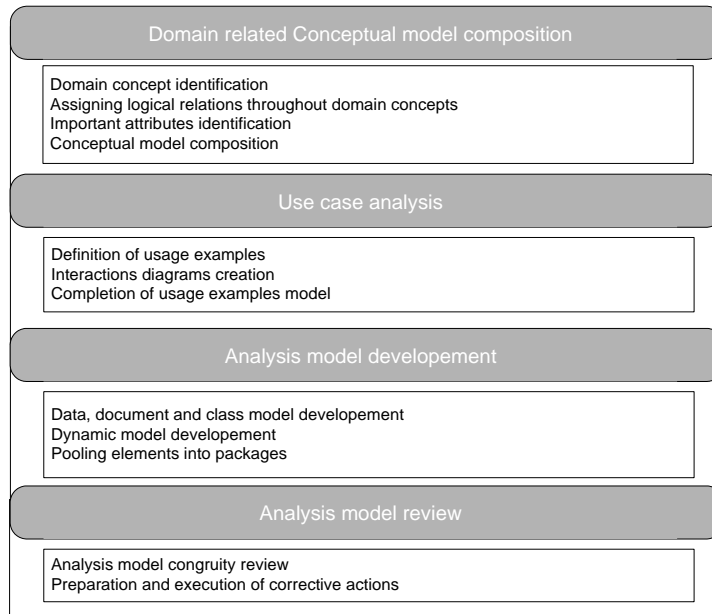 Domain related Conceptual model composition
Domain concept identification
Assigning logical relations throughout domain concepts
Important attributes identification
Conceptual model composition
Use case analysis
Definition of usage examples
Interactions diagrams creation
Completion of usage examples model
Analysis model developement
Data, document and class model developement
Dynamic model developement
Pooling elements into packages
Analysis model review
Analysis model congruity review
Preparation and execution of corrective actions